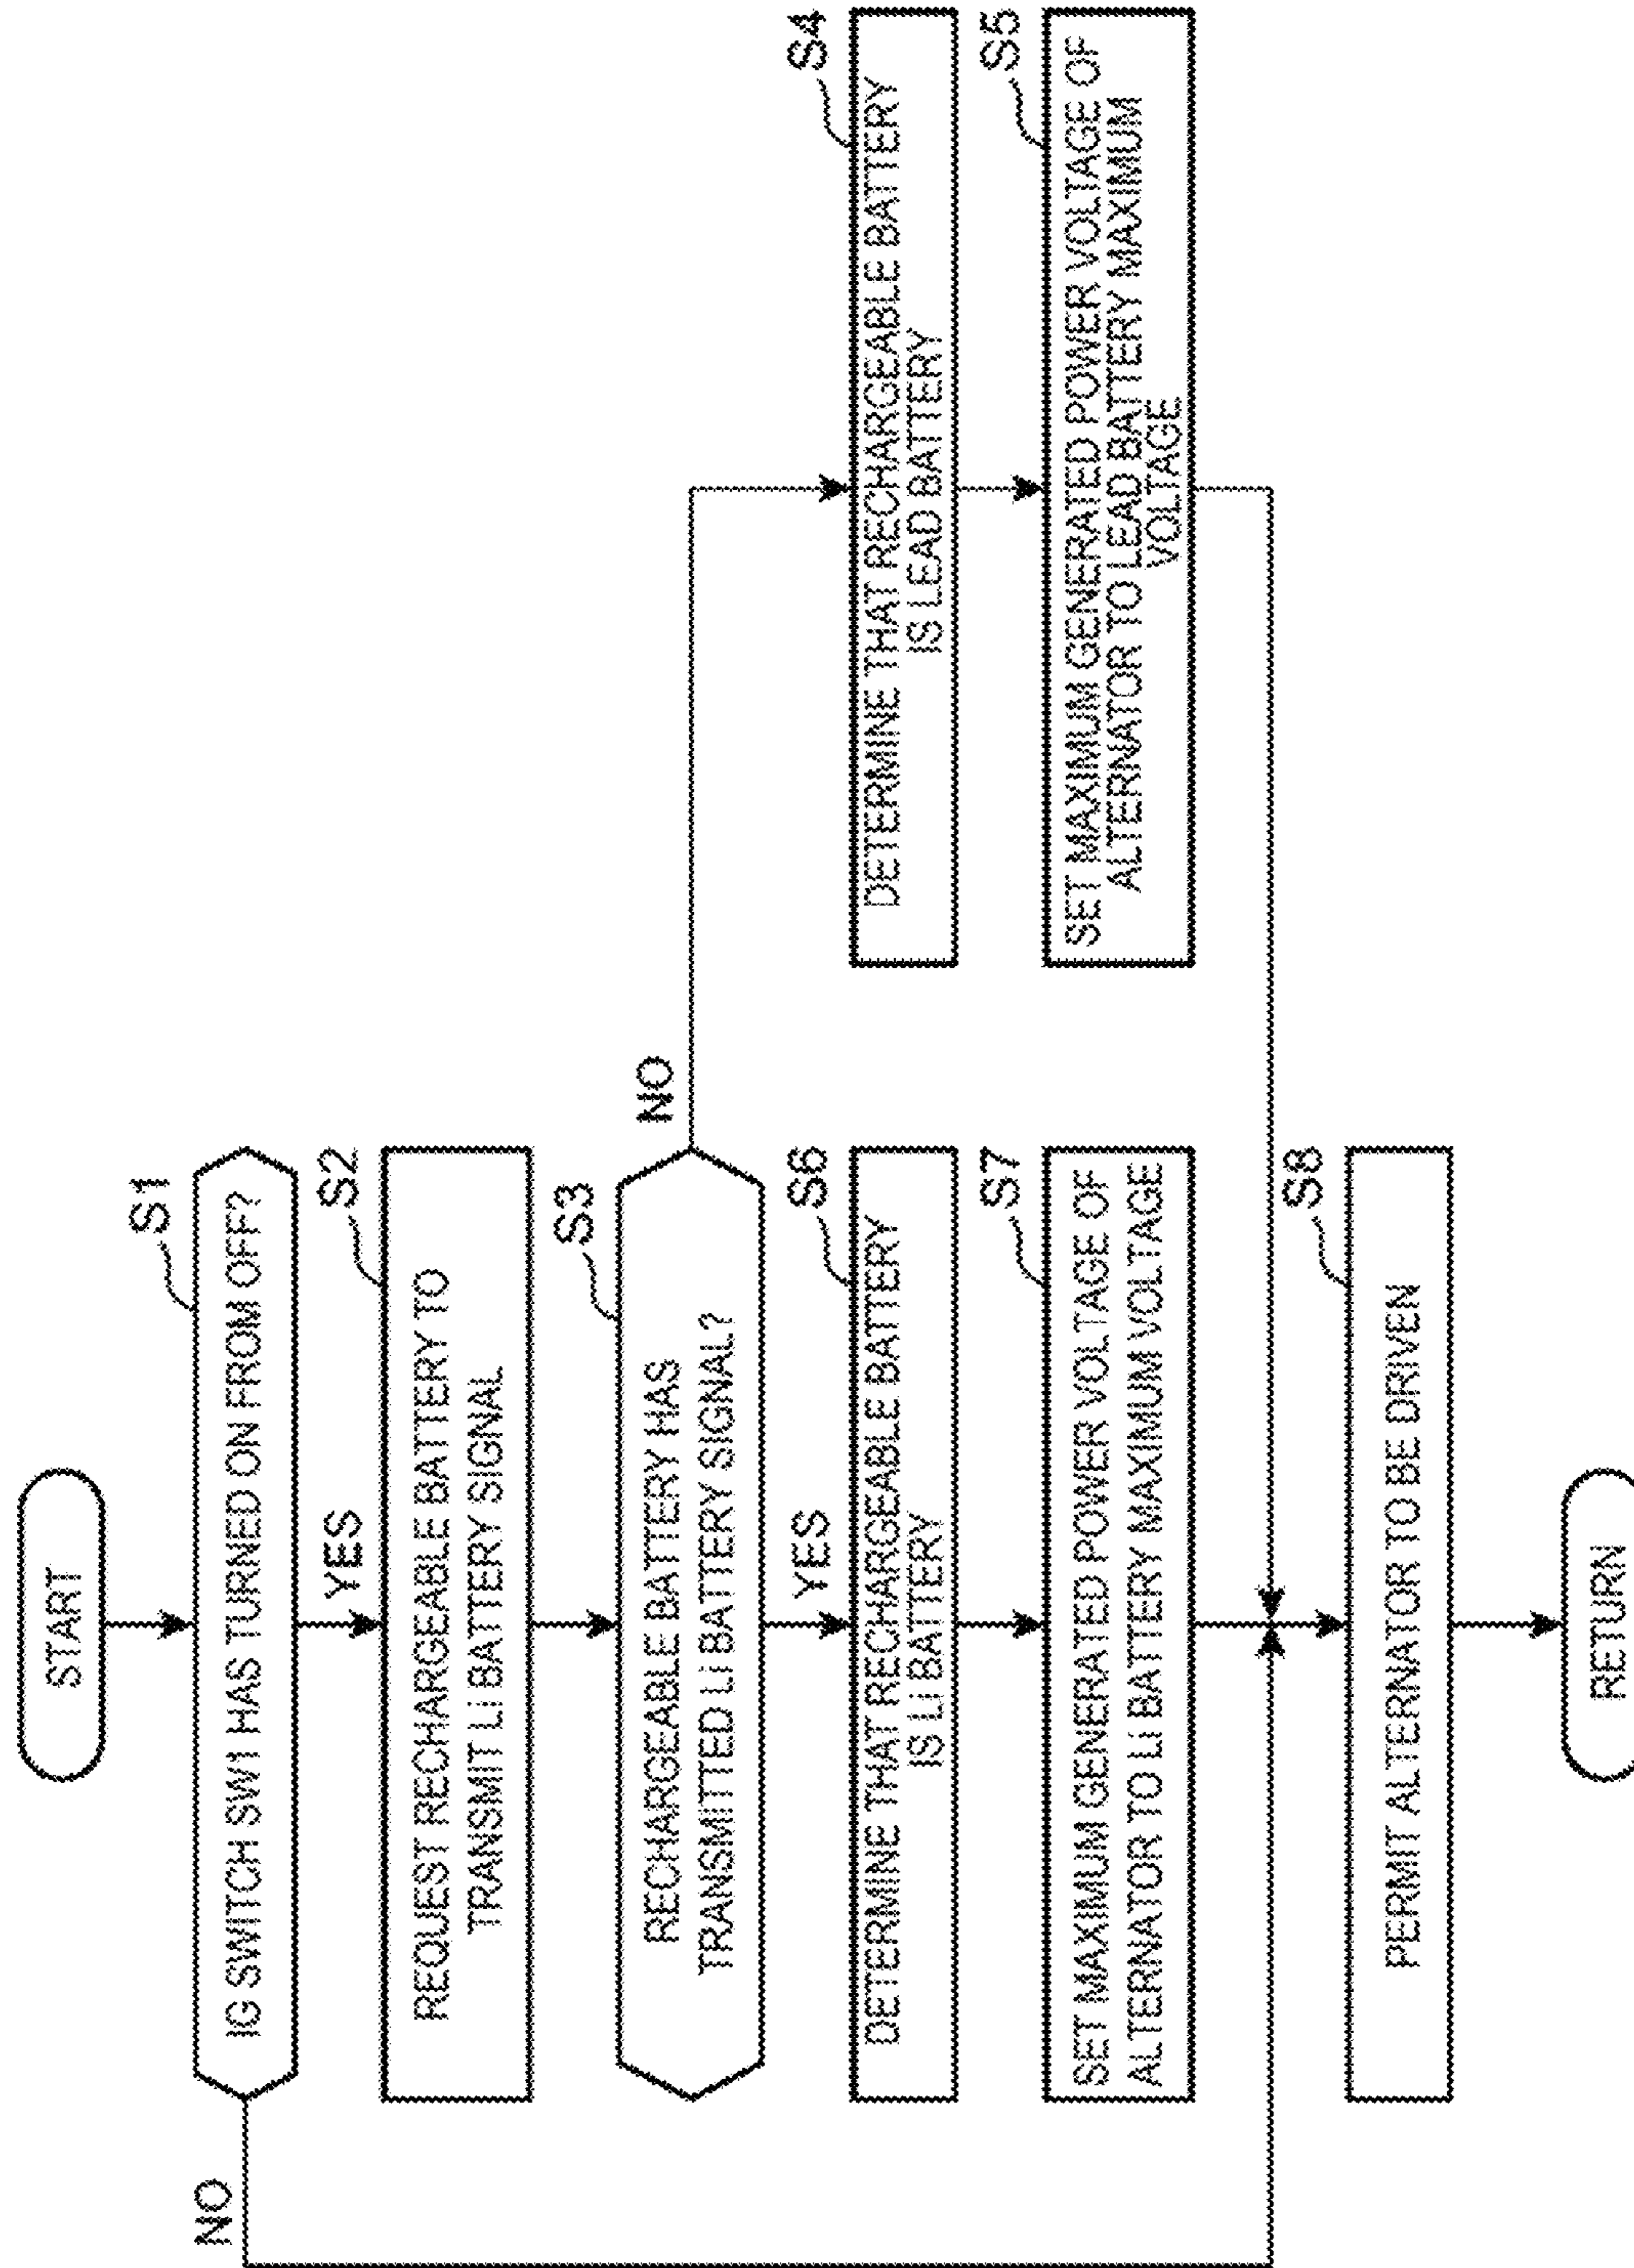 START
S1
IG SWITCH SW1 HAS TURNED ON FROM OFF?
NO
YES
S2
REQUEST RECHARGEABLE BATTERY TO
TRANSMIT Li BATTERY SIGNAL
S3
RECHARGEABLE BATTERY HAS
TRANSMITTED Li BATTERY SIGNAL?
NO
YES
S6
DETERMINE THAT RECHARGEABLE BATTERY
IS Li BATTERY
S4
DETERMINE THAT RECHARGEABLE BATTERY
IS LEAD BATTERY
S7
SET MAXIMUM GENERATED POWER VOLTAGE OF
ALTERNATOR TO Li BATTERY MAXIMUM VOLTAGE
S5
SET MAXIMUM GENERATED POWER VOLTAGE OF
ALTERNATOR TO LEAD BATTERY MAXIMUM
VOLTAGE
S8
PERMIT ALTERNATOR TO BE DRIVEN
RETURN